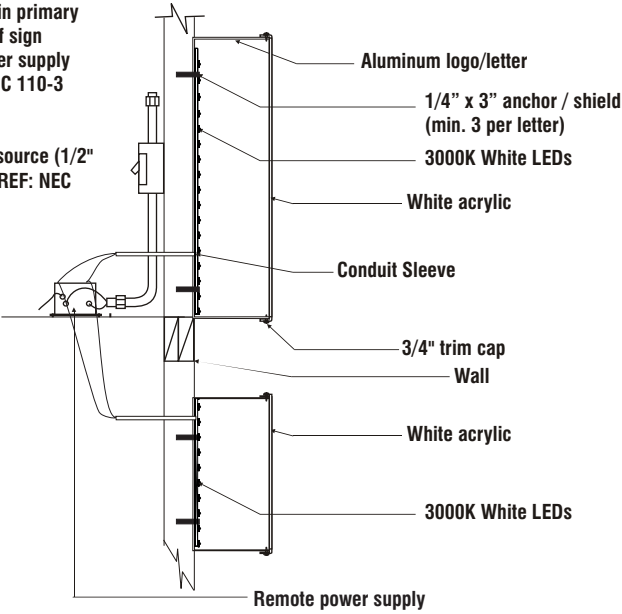 in primary
f sign
er supply
C 110-3
source (1/2"
REF: NEC
Aluminum logo/letter
1/4” x 3” anchor / shield
(min. 3 per letter)
3000K White LEDs
White acrylic
Conduit Sleeve
3/4" trim cap
Wall
White acrylic
3000K White LEDs
Remote power supply